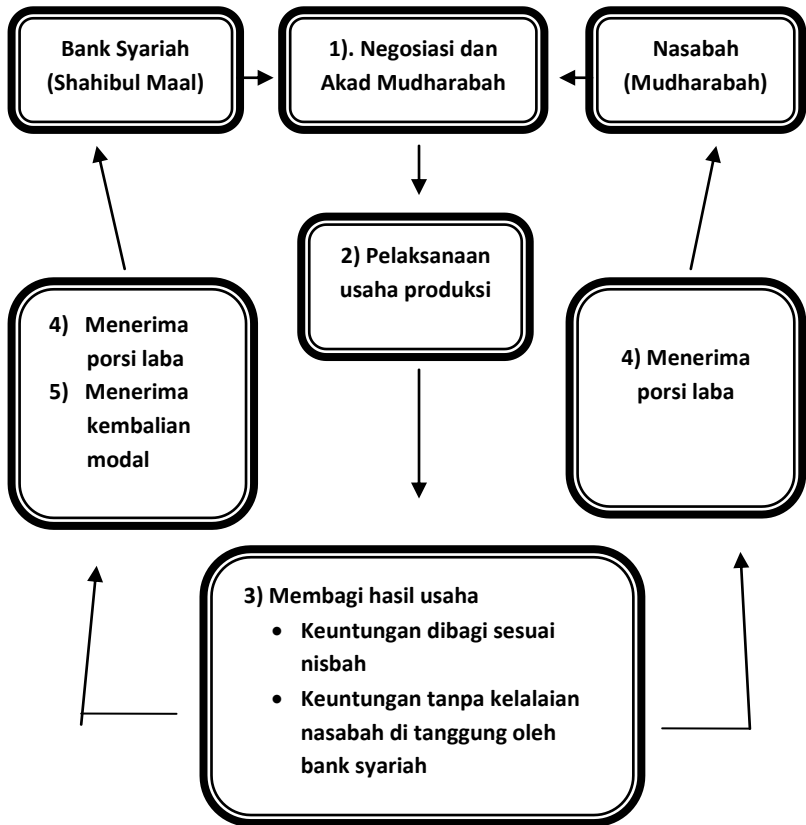 Bank Syariah
(Shahibul Maal)
1). Negosiasi dan
Akad Mudharabah
Nasabah
(Mudharabah)
2) Pelaksanaan
usaha produksi
4) Menerima
porsi laba
5) Menerima
kembalian
modal
4) Menerima
porsi laba
3) Membagi hasil usaha
• Keuntungan dibagi sesuai
nisbah
• Keuntungan tanpa kelalaian
nasabah di tanggung oleh
bank syariah